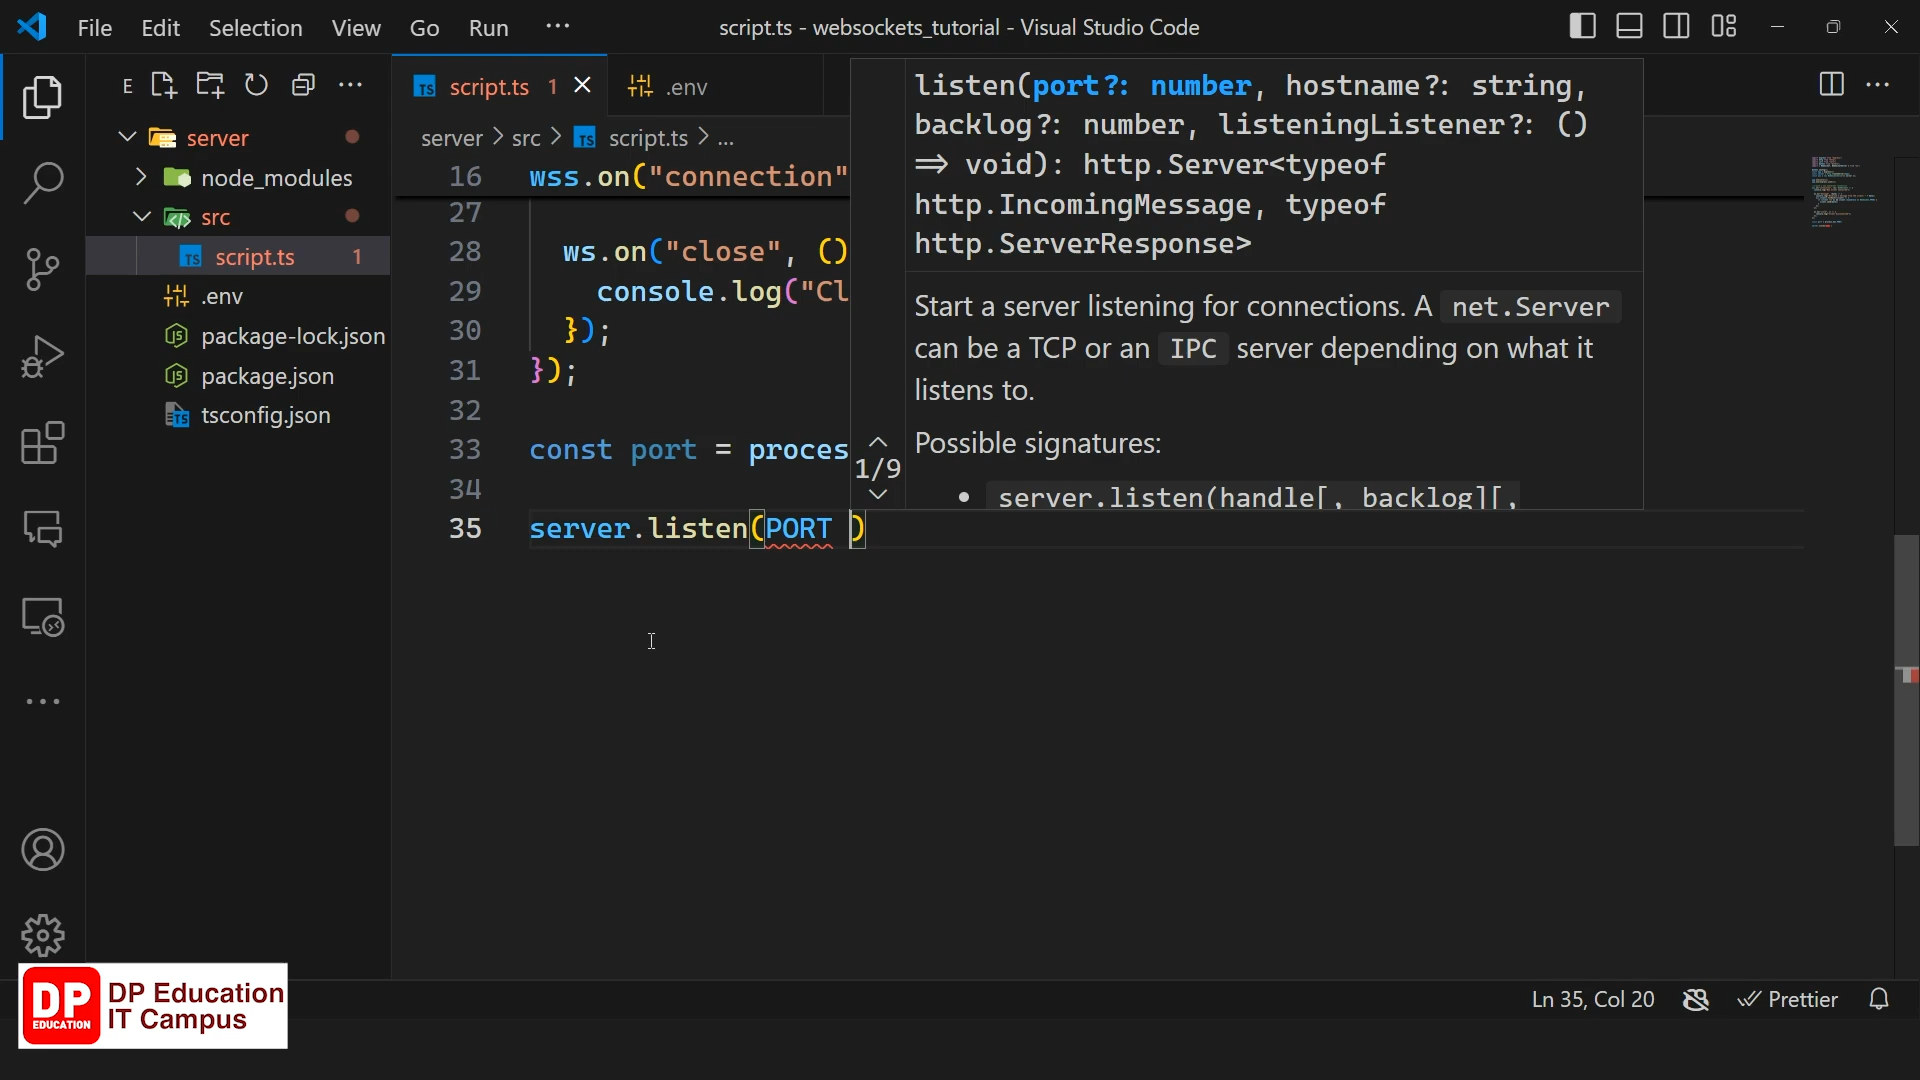 File Edit Selection View Go Run ···
script.ts - websockets_tutorial - Visual Studio Code
E
server
node_modules
src
TS script.ts 1
.env
JS package-lock.json
JS package.json
TS tsconfig.json
TS script.ts 1
.env
server > src > TS script.ts > ...
16 wss.on("connection"
27
28 ws.on("close", ()
29 console.log("Cl
30 });
31 });
32
33 const port = proces
34
35 server.listen(PORT )
1/9
listen(port?: number, hostname?: string,
backlog?: number, listeningListener?: ()
=> void): http.Server<typeof
http.IncomingMessage, typeof
http.ServerResponse>
Start a server listening for connections. A net.Server
can be a TCP or an IPC server depending on what it
listens to.
Possible signatures:
• server.listen(handle[, backlog][,
Ln 35, Col 20
Prettier
DP
EDUCATION
DP Education
IT Campus